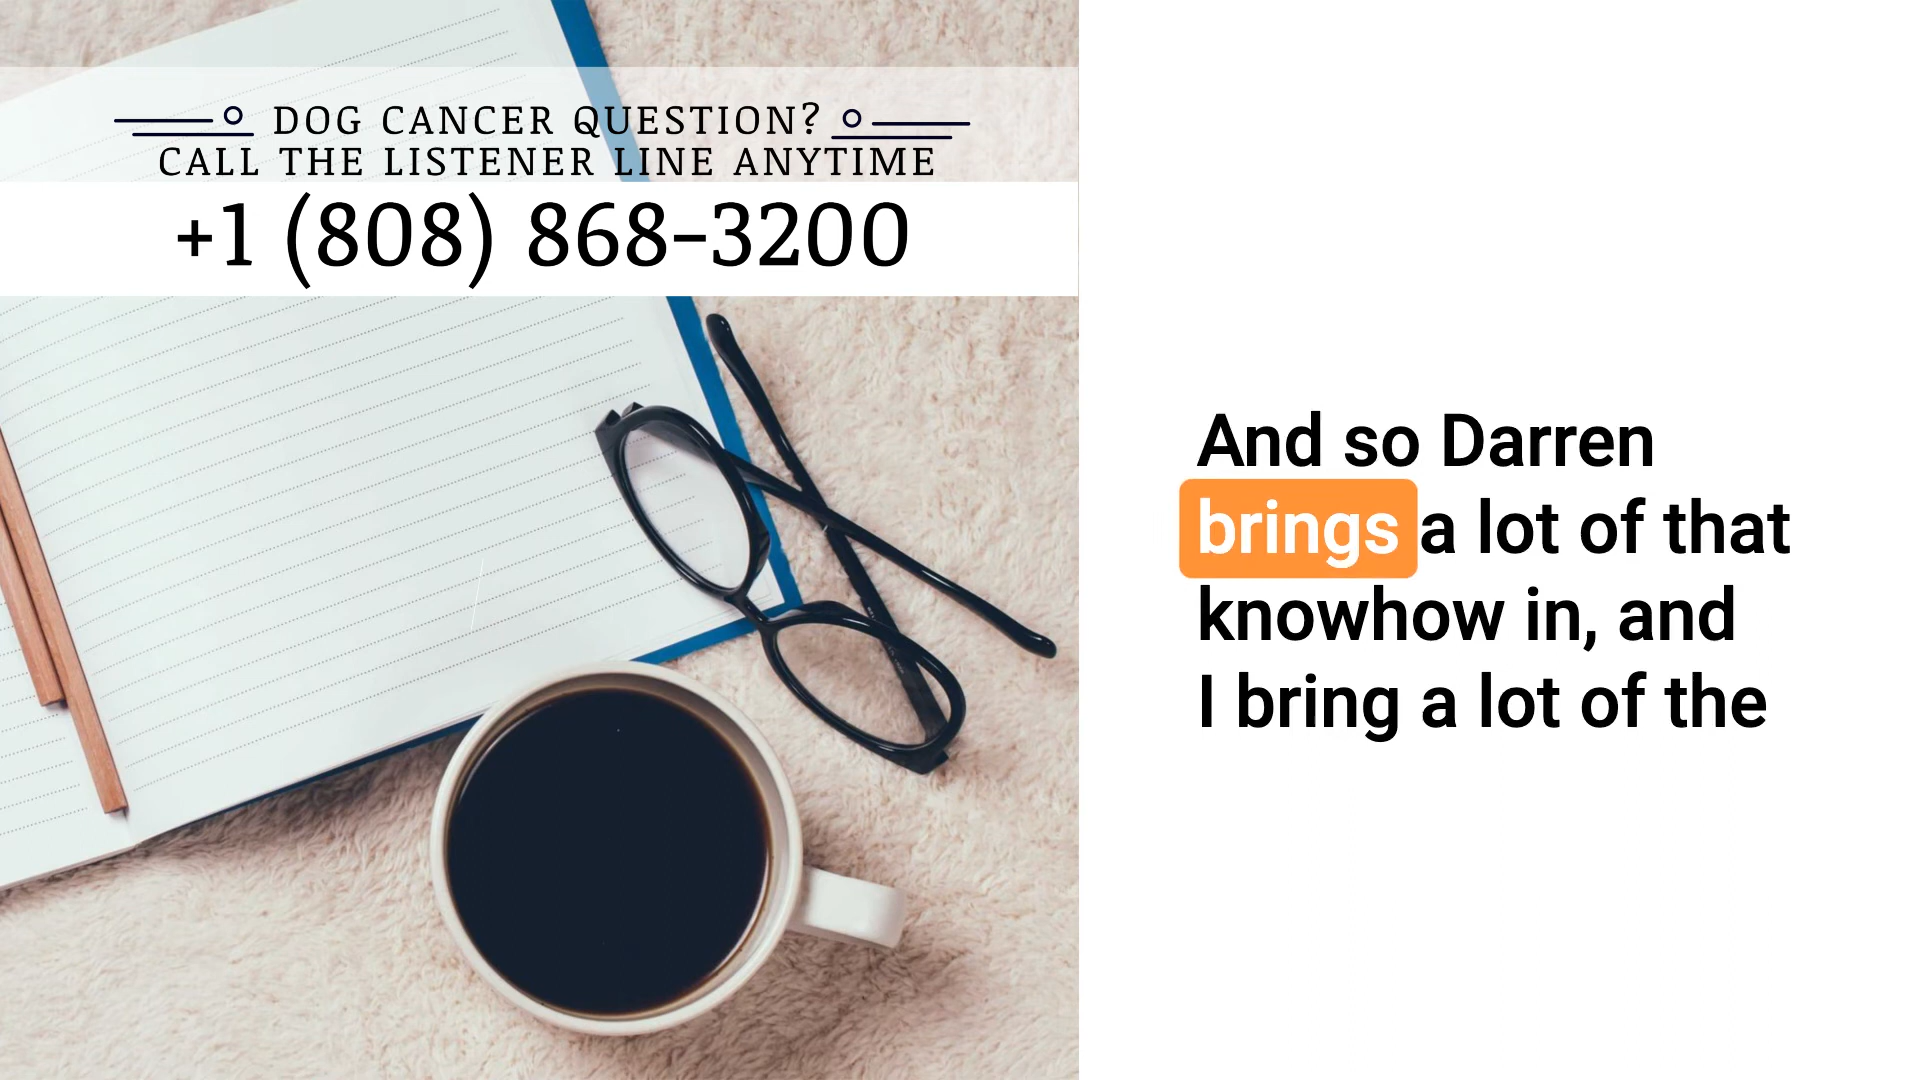 DOG CANCER QUESTION?
CALL THE LISTENER LINE ANYTIME
+1 (808) 868-3200
And so Darren
brings a lot of that
knowhow in, and
I bring a lot of the